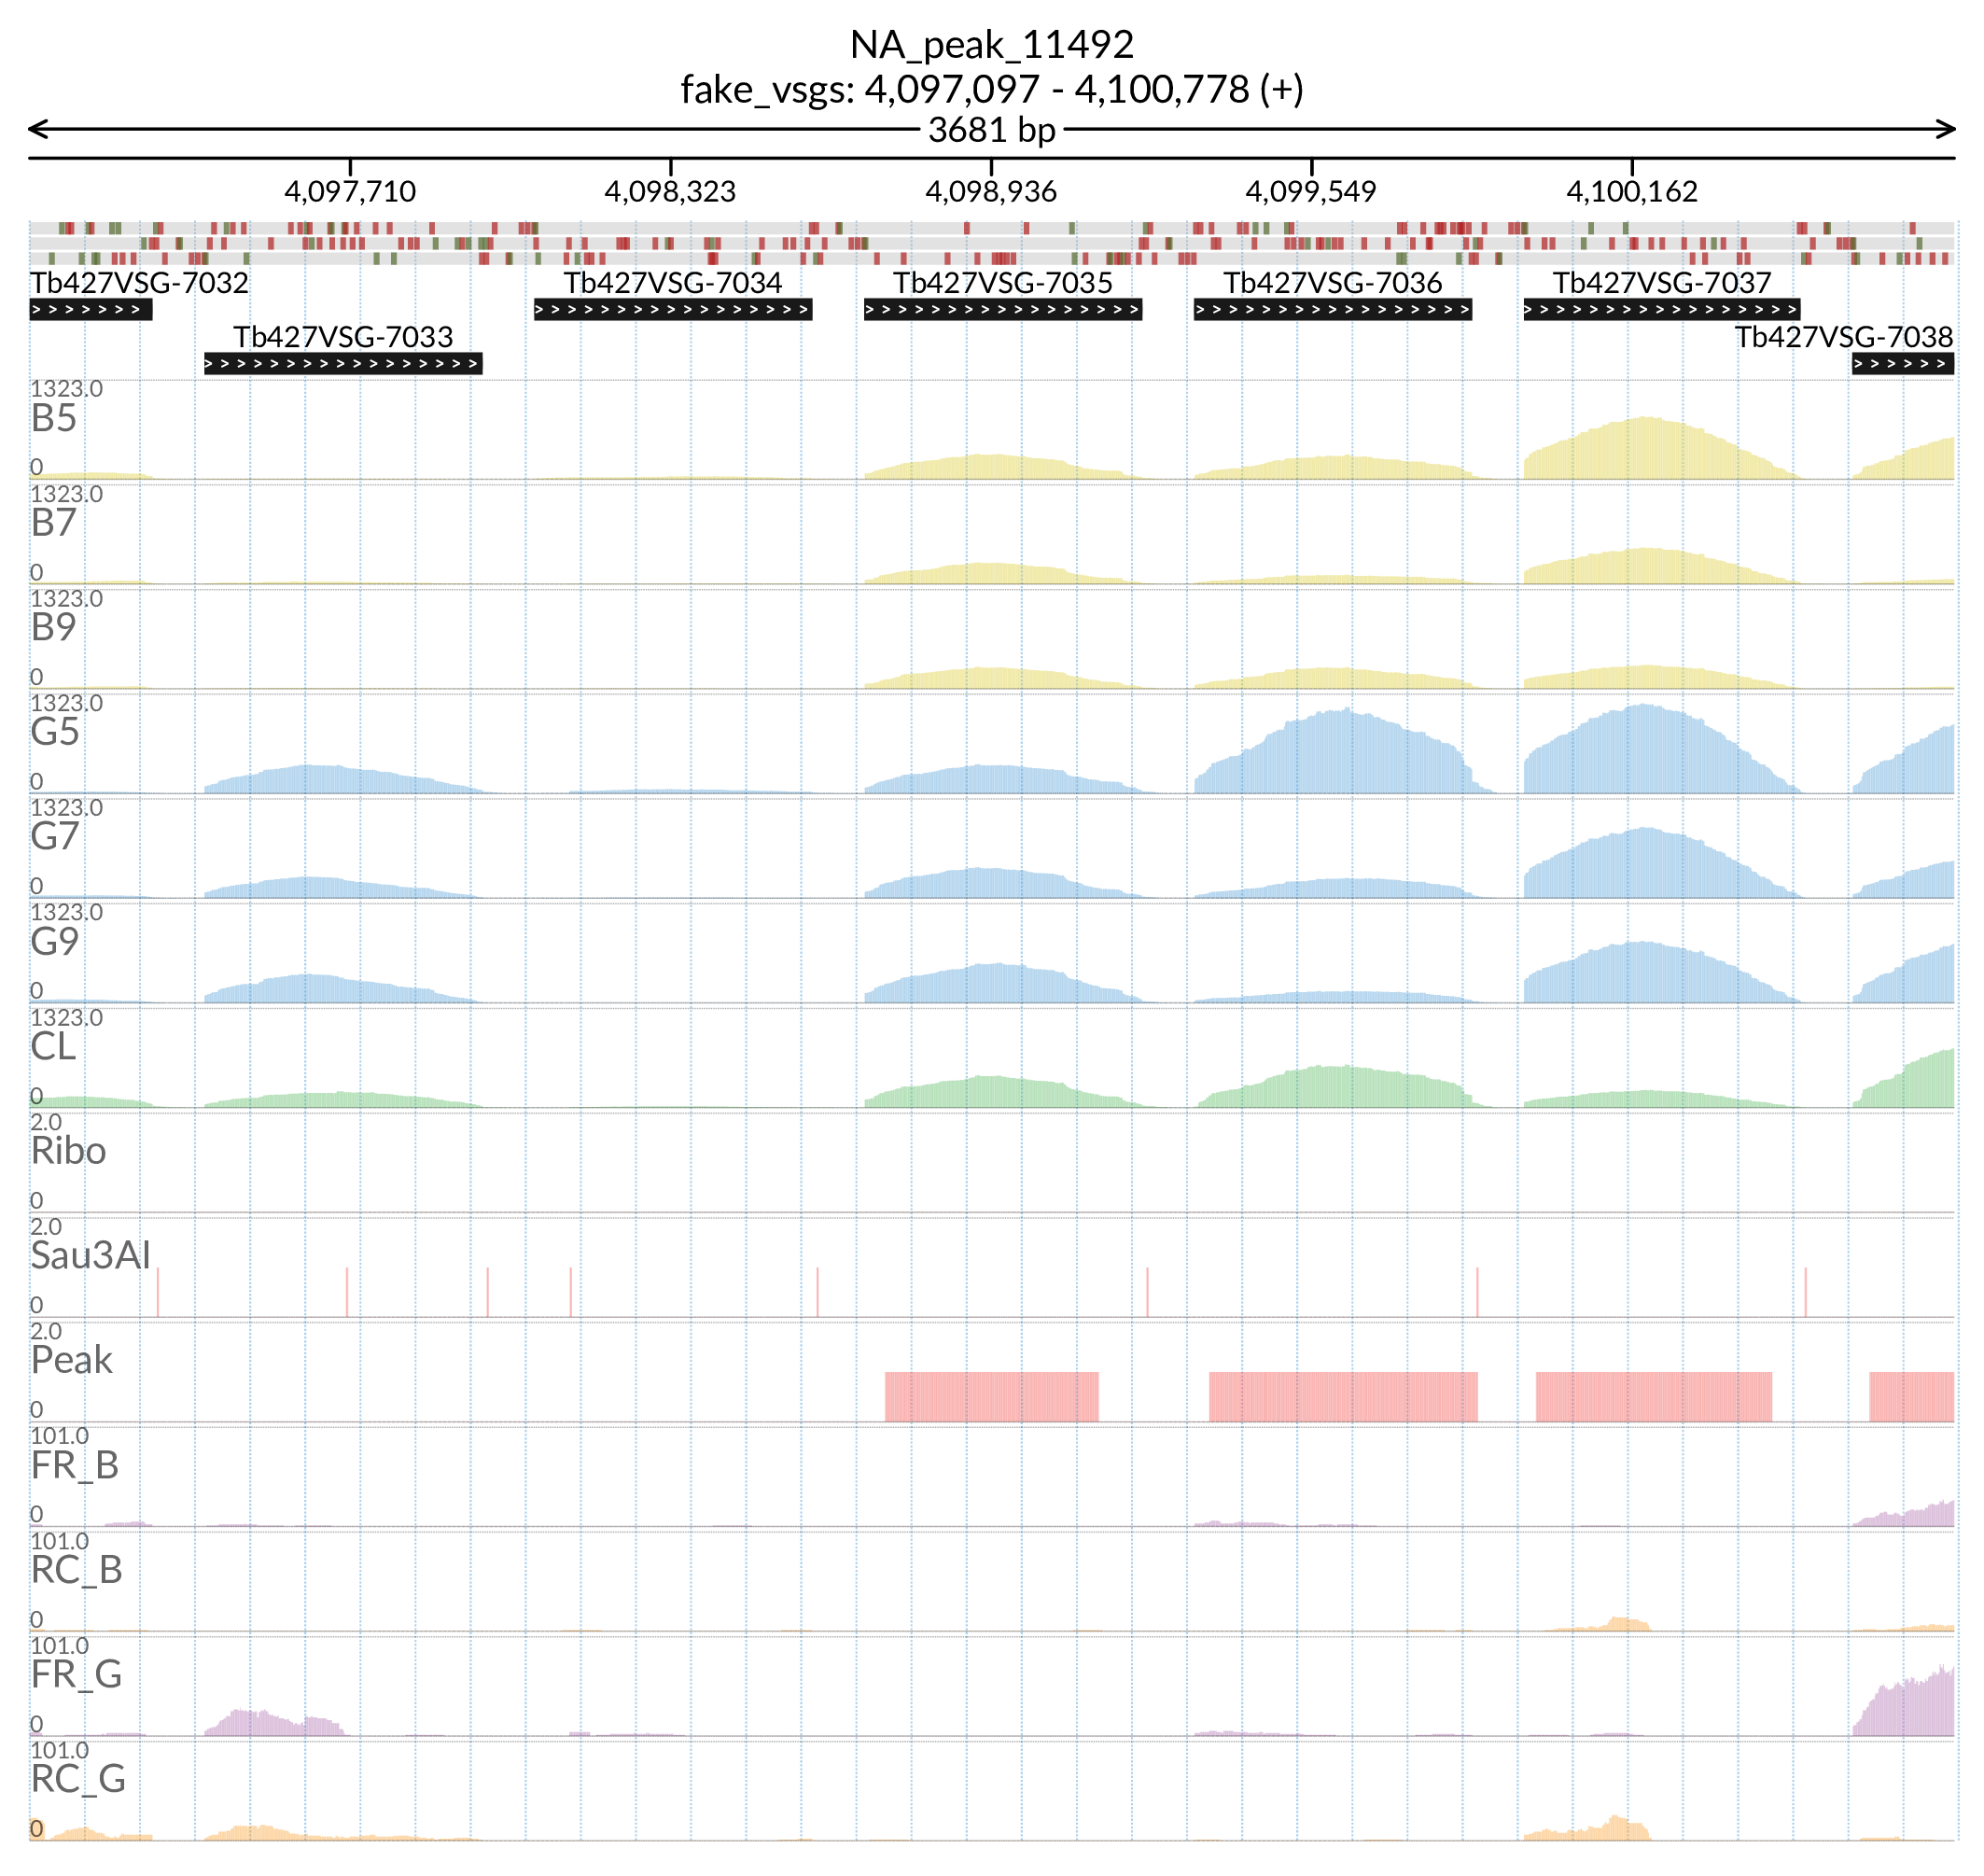 NA_peak_11492
fake_vsgs: 4,097,097 - 4,100,778 (+)
3681 bp
4,097,710 4,098,323 4,098,936 4,099,549 4,100,162
Tb427VSG-7032 Tb427VSG-7034 Tb427VSG-7035 Tb427VSG-7036 Tb427VSG-7037
Tb427VSG-7033 Tb427VSG-7038
1323.0
B5
0
1323.0
B7
0
1323.0
B9
0
1323.0
G5
0
1323.0
G7
0
1323.0
G9
0
1323.0
CL
0
2.0
Ribo
0
2.0
Sau3AI
0
2.0
Peak
0
101.0
FR_B
0
101.0
RC_B
0
101.0
FR_G
0
101.0
RC_G
0